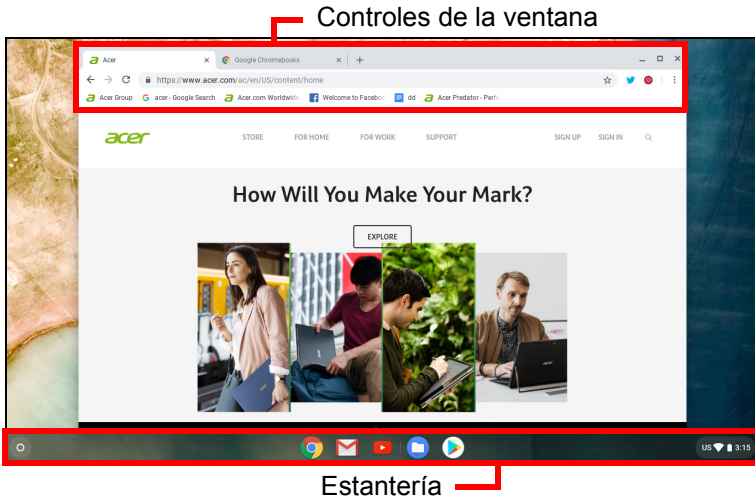 Controles de la ventana
Acer
Google Chromebooks
https://www.acer.com/ac/en/US/content/home
Acer Group
acer - Google Search
Acer.com Worldwide
Welcome to Facebo
dd
Acer Predator - Perfo
acer
STORE
FOR HOME
FOR WORK
SUPPORT
SIGN UP
SIGN IN
How Will You Make Your Mark?
EXPLORE
US 3:15
Estantería